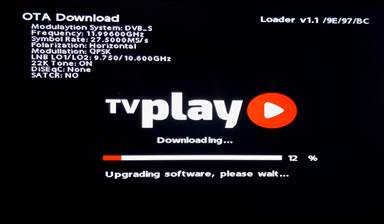 OTA Download
Loader v1.1 /9E/97/BC
Modulaytion System: DVB_S
Frequency: 11.99600GHz
Symbol Rate: 27.5000MS/s
Polarization: Horizontal
Modullation: QPSK
LNB LO1/LO2: 9.750/10.600GHz
22K Tone: ON
DiSEqC: None
SATCR: NO
TVplay
Downloading...
12 %
Upgrading software, please wait...